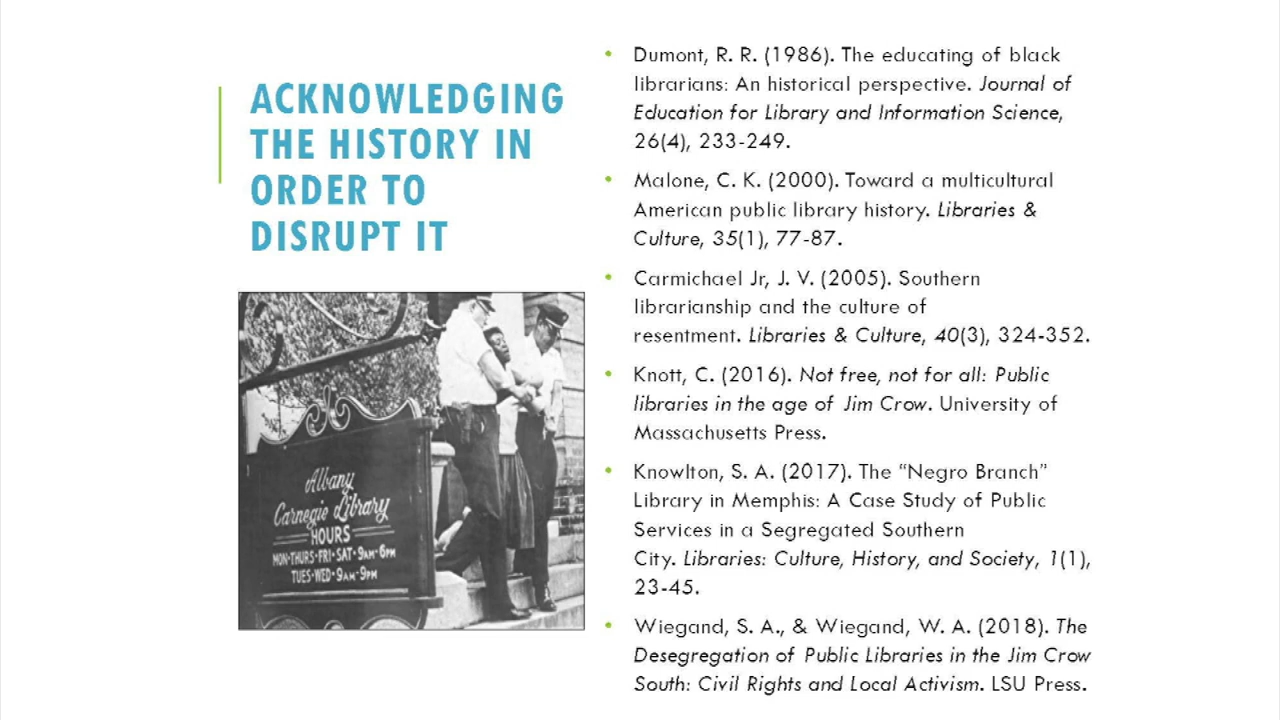 ACKNOWLEDGING
THE HISTORY IN
ORDER TO
DISRUPT IT
Albany
Carnegie Library
HOURS
MON•THURS•FRI•SAT•9AM-6PM
TUES•WED•9AM-9PM
• Dumont, R. R. (1986). The educating of black
librarians: An historical perspective. Journal of
Education for Library and Information Science,
26(4), 233-249.
• Malone, C. K. (2000). Toward a multicultural
American public library history. Libraries &
Culture, 35(1), 77-87.
• Carmichael Jr, J. V. (2005). Southern
librarianship and the culture of
resentment. Libraries & Culture, 40(3), 324-352.
• Knott, C. (2016). Not free, not for all: Public
libraries in the age of Jim Crow. University of
Massachusetts Press.
• Knowlton, S. A. (2017). The “Negro Branch”
Library in Memphis: A Case Study of Public
Services in a Segregated Southern
City. Libraries: Culture, History, and Society, 1(1),
23-45.
• Wiegand, S. A., & Wiegand, W. A. (2018). The
Desegregation of Public Libraries in the Jim Crow
South: Civil Rights and Local Activism. LSU Press.